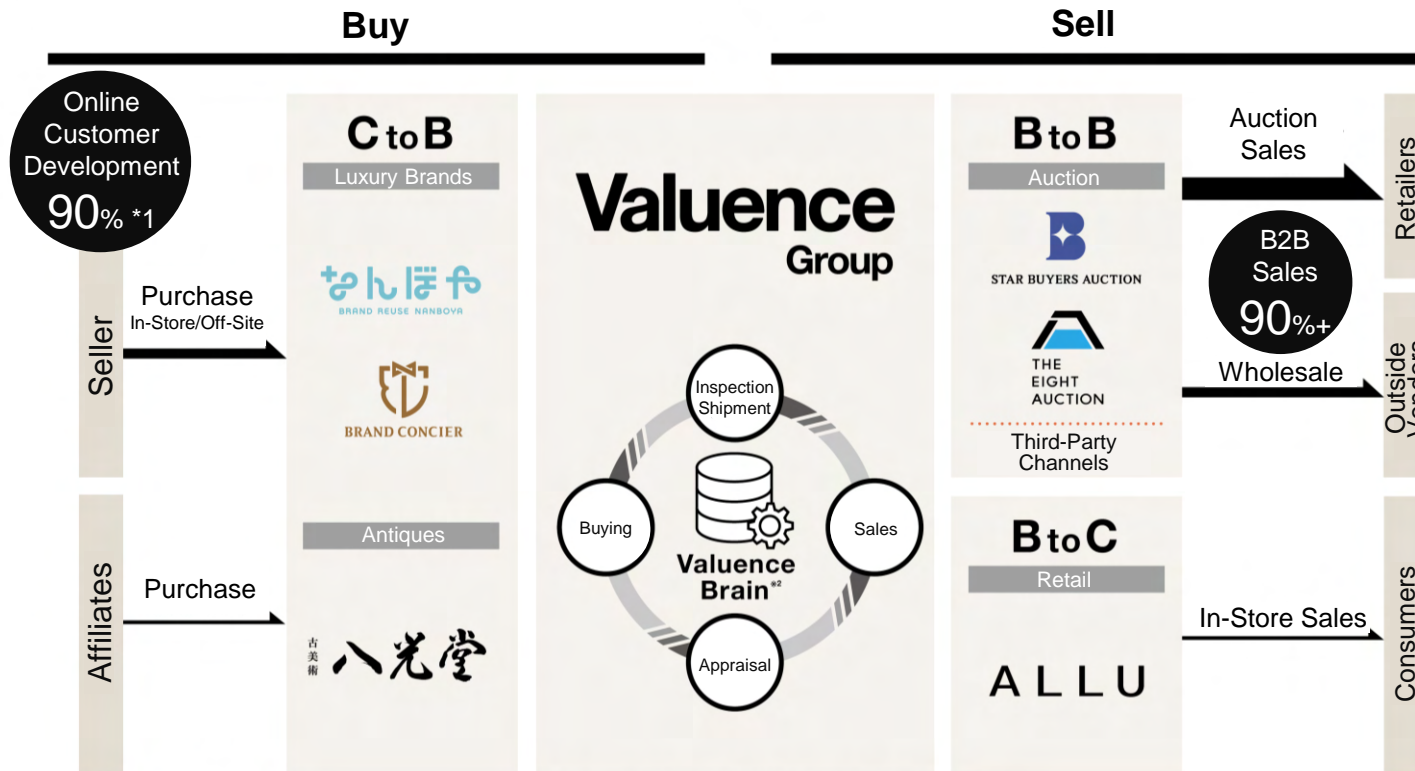 Buy
Sell
Online
Customer
Development
90% *1
Seller
Affiliates
Purchase
In-Store/Off-Site
Purchase
C to B
Luxury Brands
なんぼや
BRAND REUSE NANBOYA
BRAND CONCIER
Antiques
古美術
八光堂
Valuence
Group
Inspection
Shipment
Buying
Sales
Valuence
Brain※2
Appraisal
B to B
Auction
B
STAR BUYERS AUCTION
THE
EIGHT
AUCTION
Third-Party
Channels
B to C
Retail
ALLU
Auction
Sales
B2B
Sales
90%+
Wholesale
In-Store Sales
Retailers
Outside
Consumers